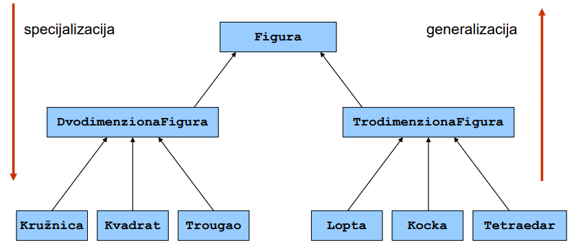 specijalizacija
generalizacija
Figura
DvodimenzionaFigura
TrodimenzionaFigura
Kružnica
Kvadrat
Trougao
Lopta
Kocka
Tetraedar